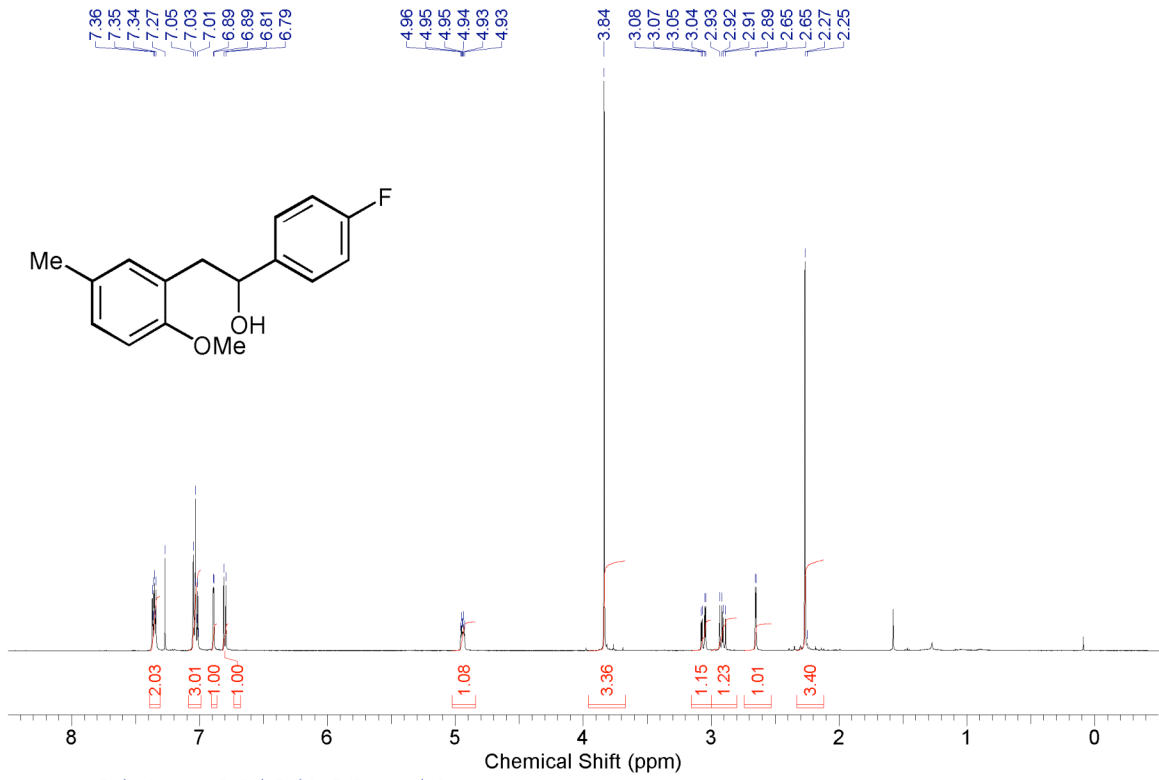 7.36 7.35 7.34 7.27 7.05 7.03 7.01 6.89 6.89 6.81 6.79 4.96 4.95 4.95 4.94 4.93 4.93 3.84 3.08 3.07 3.05 3.04 2.93 2.92 2.91 2.89 2.65 2.65 2.27 2.25
F
Me
OH
OMe
2.03 3.01 1.00 1.00 1.08 3.36 1.15 1.23 1.01 3.40
8 7 6 5 4 3 2 1 0
Chemical Shift (ppm)